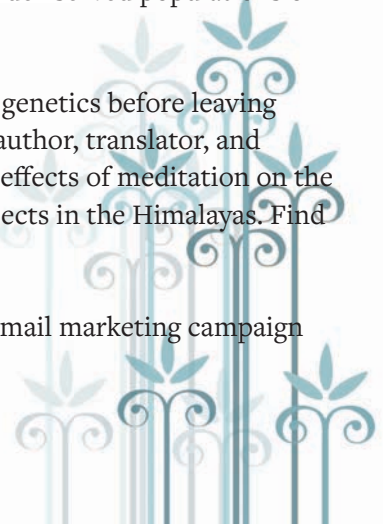 genetics before leaving
author, translator, and
effects of meditation on the
ects in the Himalayas. Find
mail marketing campaign